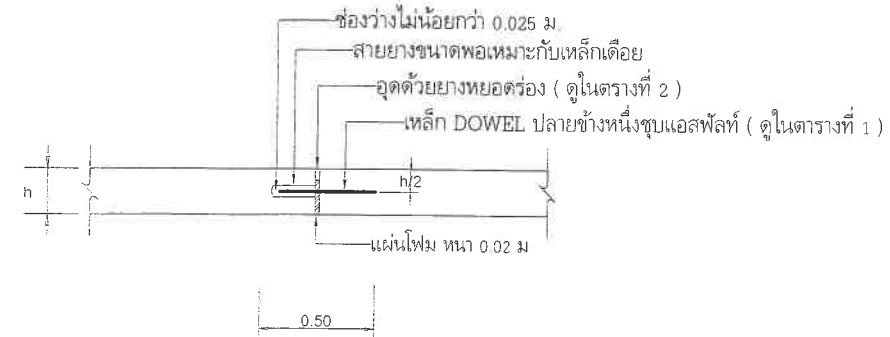 ช่องว่างไม่น้อยกว่า 0.025 ม
สายยางขนาดพอเหมาะกับเหล็กเดือย
อุดด้วยยางหยอดร่อง ( ดูในตรางที่ 2 )
เหล็ก DOWEL ปลายข้างหนึ่งชุบแอสฟัลท์ ( ดูในตารางที่ 1 )
h
h/2
แผ่นโฟม หนา 0.02 ม
0.50